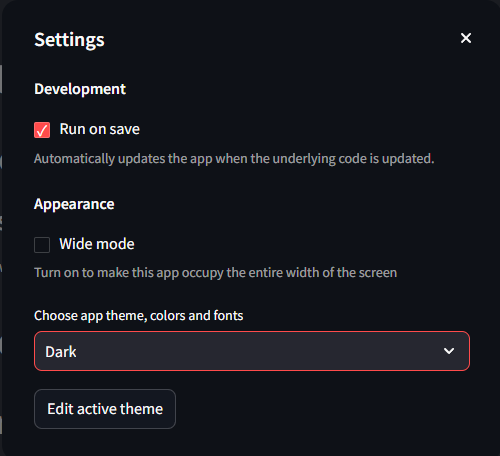 Settings
Development
Run on save
Automatically updates the app when the underlying code is updated.
Appearance
Wide mode
Turn on to make this app occupy the entire width of the screen
Choose app theme, colors and fonts
Dark
Edit active theme